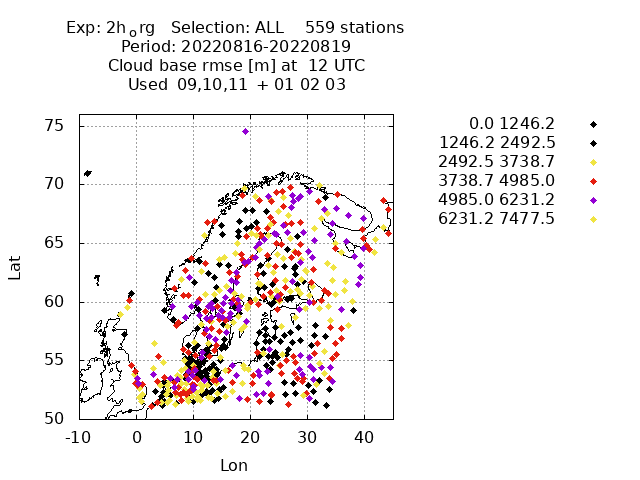 Exp: 2h_org   Selection: ALL    559 stations
Period: 20220816-20220819
Cloud base rmse [m] at  12 UTC
Used  09,10,11  + 01 02 03
0.0 1246.2
1246.2 2492.5
2492.5 3738.7
3738.7 4985.0
4985.0 6231.2
6231.2 7477.5
75
70
65
60
55
50
Lat
-10 0 10 20 30 40
Lon